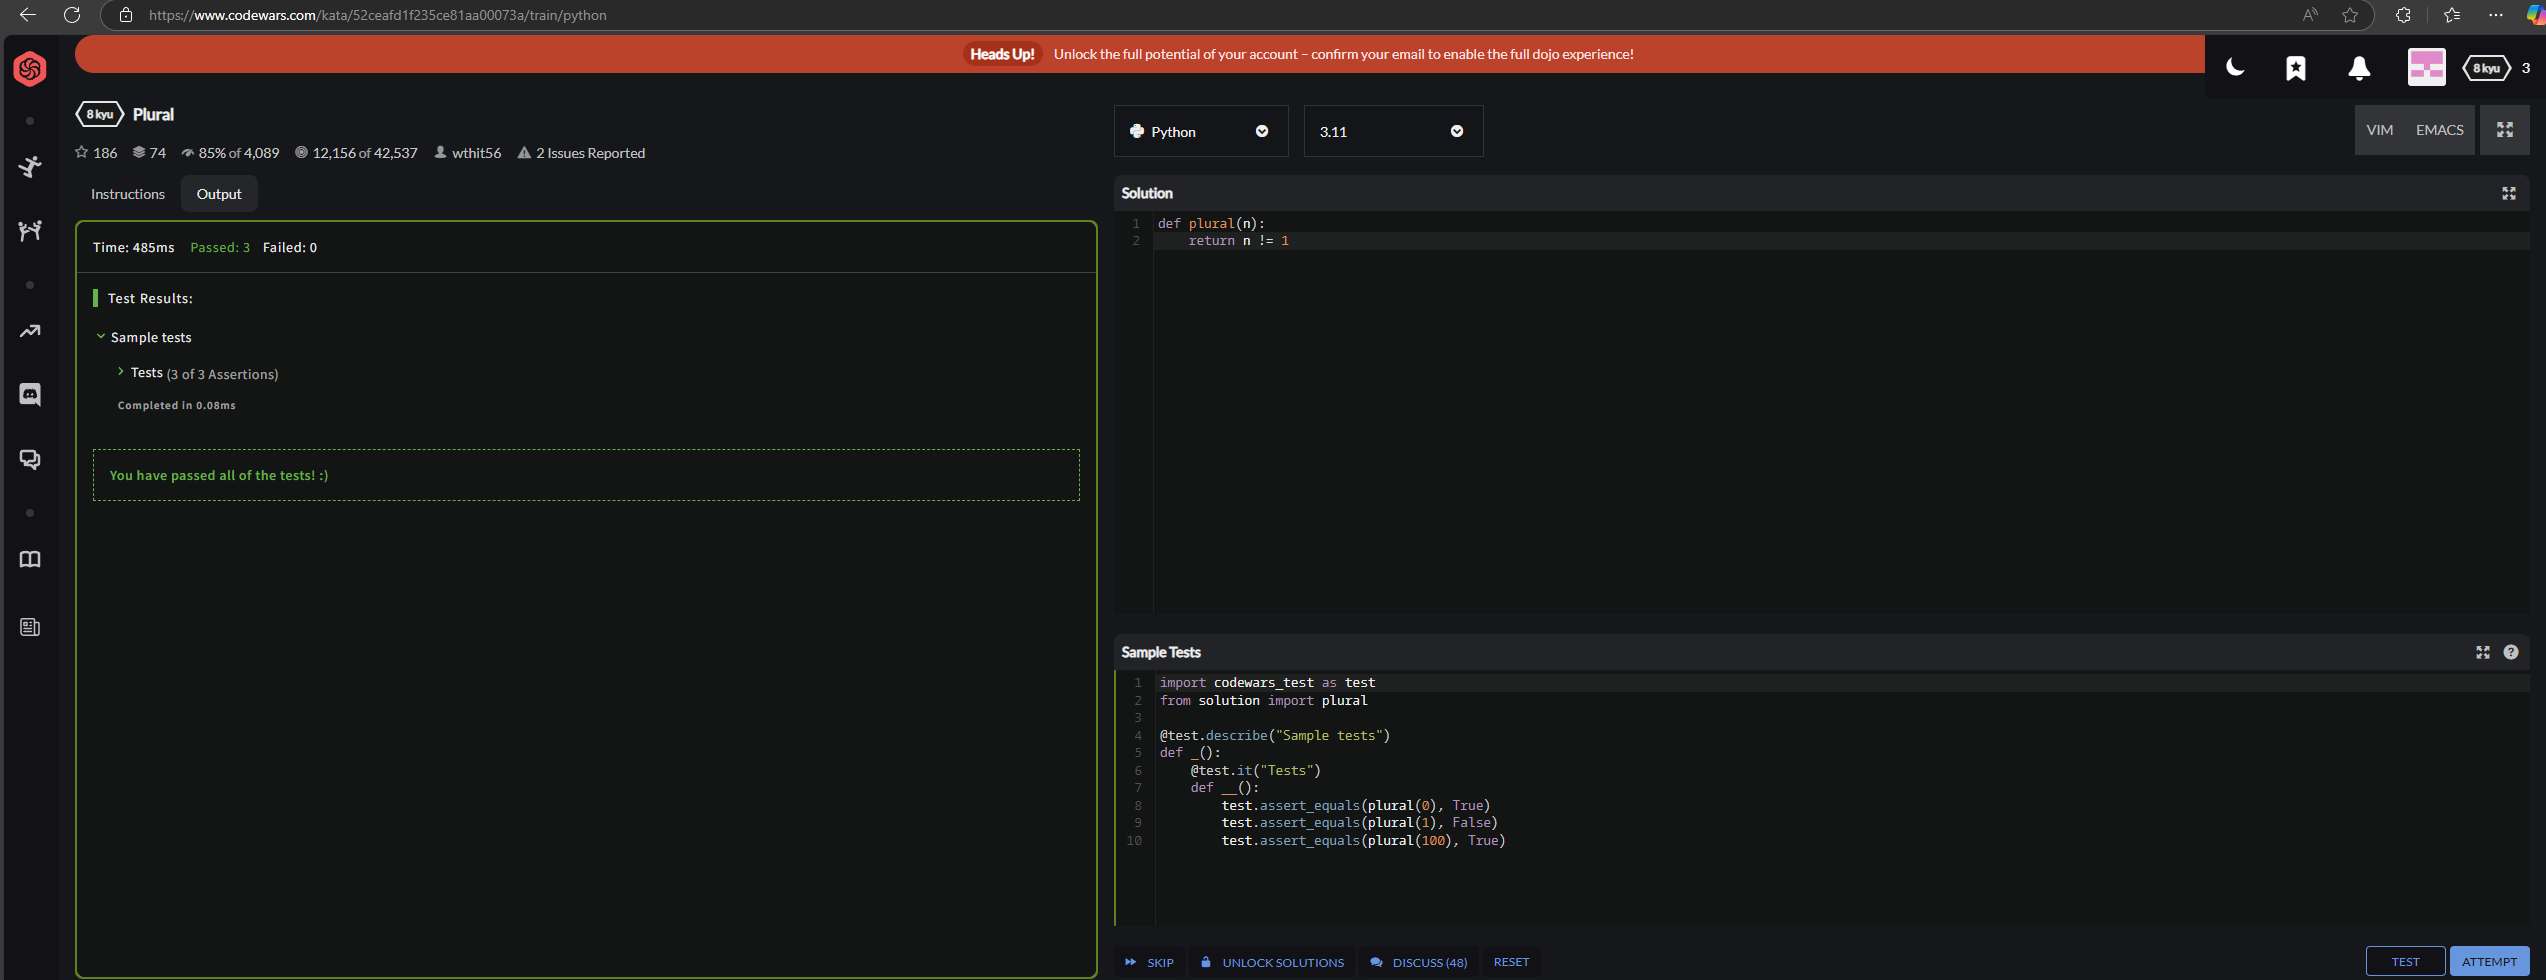 https://www.codewars.com/kata/52ceafd1f235ce81aa00073a/train/python
Heads Up! Unlock the full potential of your account – confirm your email to enable the full dojo experience!
8 kyu 3
8 kyu Plural
186 74 85% of 4,089 12,156 of 42,537 wthit56 2 Issues Reported
Instructions Output
Time: 485ms Passed: 3 Failed: 0
Test Results:
Sample tests
Tests (3 of 3 Assertions)
Completed in 0.08ms
You have passed all of the tests! :)
Python 3.11
VIM EMACS
Solution
1 def plural(n):
2 return n != 1
Sample Tests
1 import codewars_test as test
2 from solution import plural
3
4 @test.describe("Sample tests")
5 def _():
6 @test.it("Tests")
7 def __():
8 test.assert_equals(plural(0), True)
9 test.assert_equals(plural(1), False)
10 test.assert_equals(plural(100), True)
SKIP UNLOCK SOLUTIONS DISCUSS (48) RESET
TEST ATTEMPT